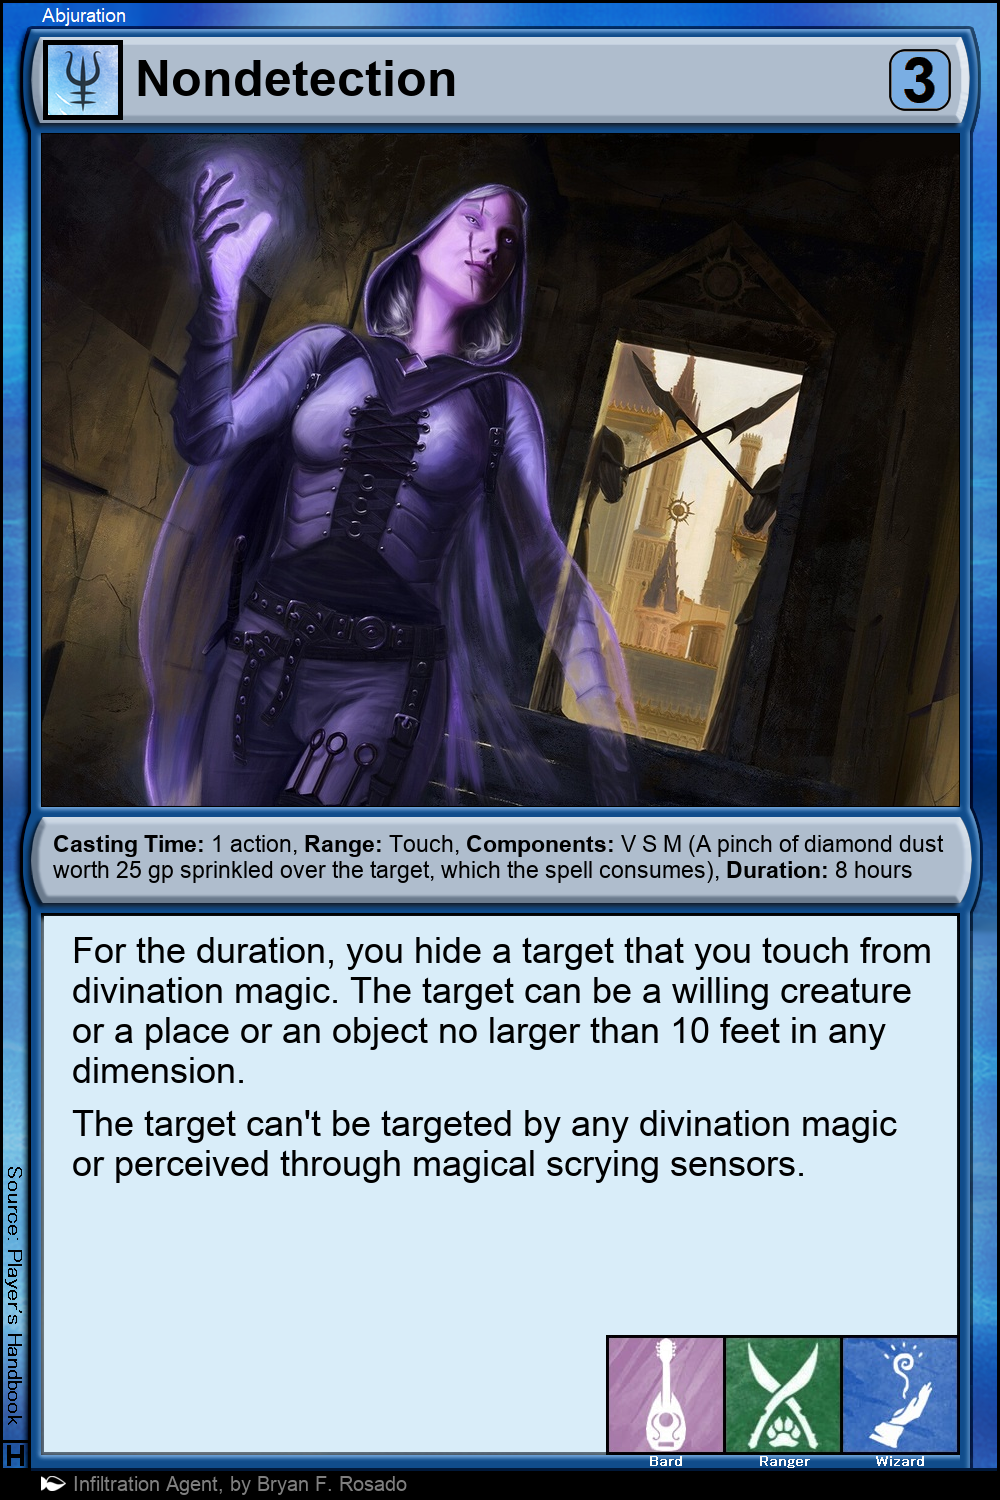 Abjuration
Nondetection
3
Casting Time: 1 action, Range: Touch, Components: V S M (A pinch of diamond dust
worth 25 gp sprinkled over the target, which the spell consumes), Duration: 8 hours
For the duration, you hide a target that you touch from
divination magic. The target can be a willing creature
or a place or an object no larger than 10 feet in any
dimension.
The target can't be targeted by any divination magic
or perceived through magical scrying sensors.
Source: Player's Handbook
H
Bard
Ranger
Wizard
Infiltration Agent, by Bryan F. Rosado